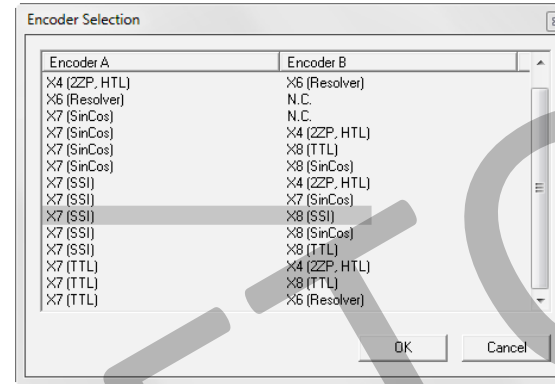 Encoder Selection
Encoder A Encoder B
X4 (2ZP, HTL) X6 (Resolver)
X6 (Resolver) N.C.
X7 (SinCos) N.C.
X7 (SinCos) X4 (2ZP, HTL)
X7 (SinCos) X8 (TTL)
X7 (SinCos) X8 (SinCos)
X7 (SSI) X4 (2ZP, HTL)
X7 (SSI) X7 (SinCos)
X7 (SSI) X8 (SSI)
X7 (SSI) X8 (SinCos)
X7 (SSI) X8 (TTL)
X7 (TTL) X4 (2ZP, HTL)
X7 (TTL) X8 (TTL)
X7 (TTL) X6 (Resolver)
OK Cancel